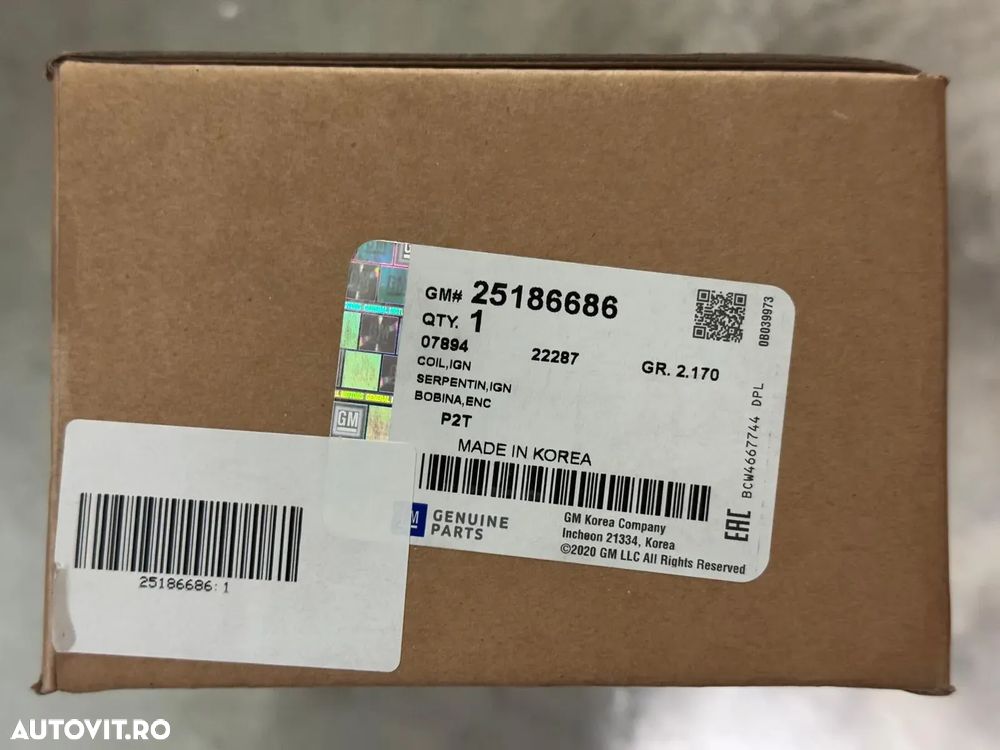 GM# 25186686
QTY. 1
07894 22287 GR. 2.170
COIL,IGN
SERPENTIN,IGN
BOBINA,ENC
P2T
MADE IN KOREA
GM GENUINE PARTS
GM Korea Company
Incheon 21334, Korea
©2020 GM LLC All Rights Reserved
0B039973
BCW4667744 DPL
EAC
GM
25186686:1
AUTOVIT.RO